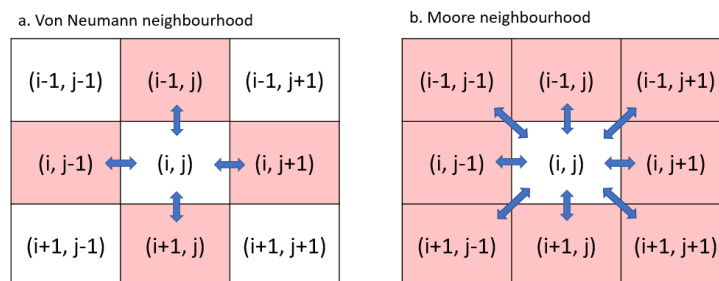 a. Von Neumann neighbourhood
(i-1, j-1) (i-1, j) (i-1, j+1)
(i, j-1) (i, j) (i, j+1)
(i+1, j-1) (i+1, j) (i+1, j+1)
b. Moore neighbourhood
(i-1, j-1) (i-1, j) (i-1, j+1)
(i, j-1) (i, j) (i, j+1)
(i+1, j-1) (i+1, j) (i+1, j+1)